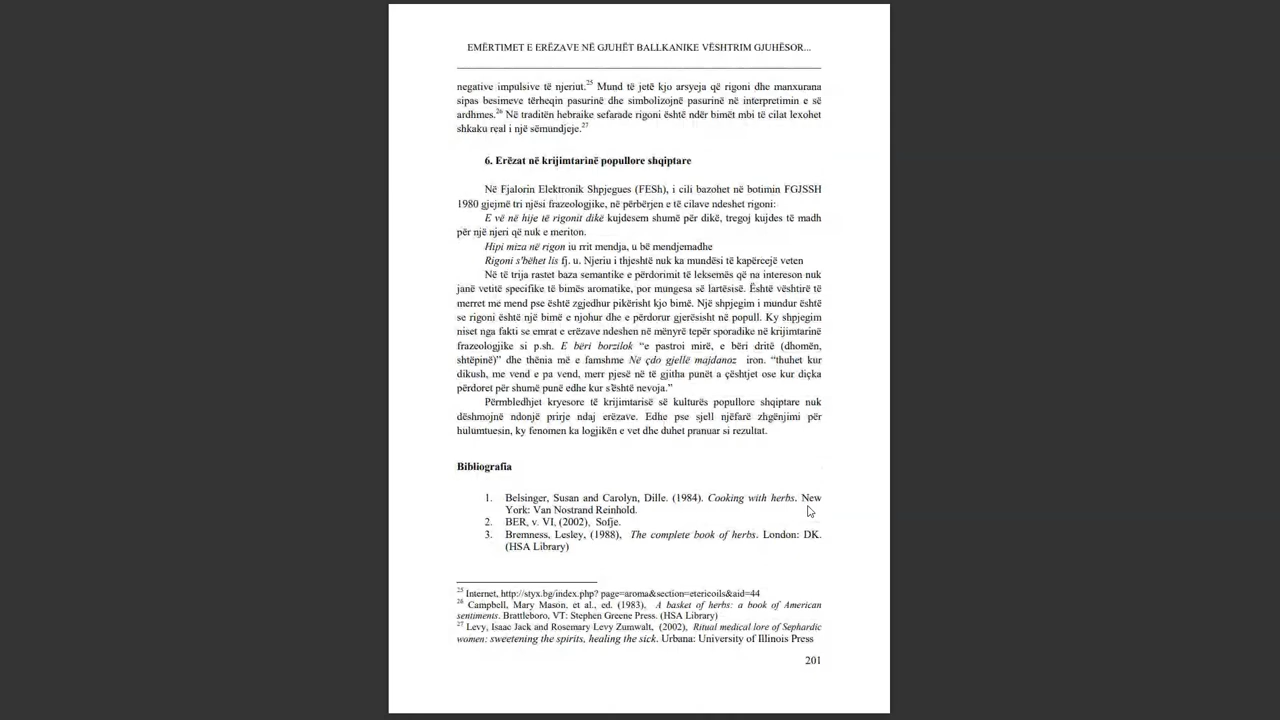 EMËRTIMET E ERËZAVE NË GJUHËT BALLKANIKE VËSHTRIM GJUHËSOR...
negative impulsive të njeriut.25 Mund të jetë kjo arsyeja që rigoni dhe manxurana
sipas besimeve tërheqin pasurinë dhe simbolizojnë pasurinë në interpretimin e së
ardhmes.26 Në traditën hebraike sefarade rigoni është ndër bimët mbi të cilat lexohet
shkaku real i një sëmundjeje.27
6. Erëzat në krijimtarinë popullore shqiptare
Në Fjalorin Elektronik Shpjegues (FESh), i cili bazohet në botimin FGJSSH
1980 gjejmë tri njësi frazeologjike, në përbërjen e të cilave ndeshet rigoni:
E vë në hije të rigonit dikë kujdesem shumë për dikë, tregoj kujdes të madh
për një njeri që nuk e meriton.
Hipi miza në rigon iu rrit mendja, u bë mendjemadhe
Rigoni s'bëhet lis fj. u. Njeriu i thjeshtë nuk ka mundësi të kapërcejë veten
Në të trija rastet baza semantike e përdorimit të leksemës që na intereson nuk
janë vetitë specifike të bimës aromatike, por mungesa së lartësisë. Është vështirë të
merret me mend pse është zgjedhur pikërisht kjo bimë. Një shpjegim i mundur është
se rigoni është një bimë e njohur dhe e përdorur gjerësisht në popull. Ky shpjegim
niset nga fakti se emrat e erëzave ndeshen në mënyrë tepër sporadike në krijimtarinë
frazeologjike si p.sh. E bëri borzilok “e pastroi mirë, e bëri dritë (dhomën,
shtëpinë)” dhe thënia më e famshme Në çdo gjellë majdanoz iron. “thuhet kur
dikush, me vend e pa vend, merr pjesë në të gjitha punët a çështjet ose kur diçka
përdoret për shumë punë edhe kur s'është nevoja.”
Përmbledhjet kryesore të krijimtarisë së kulturës popullore shqiptare nuk
dëshmojnë ndonjë prirje ndaj erëzave. Edhe pse sjell njëfarë zhgënjimi për
hulumtuesin, ky fenomen ka logjikën e vet dhe duhet pranuar si rezultat.
Bibliografia
1. Belsinger, Susan and Carolyn, Dille. (1984). Cooking with herbs. New
York: Van Nostrand Reinhold.
2. BER, v. VI, (2002), Sofje.
3. Bremness, Lesley, (1988), The complete book of herbs. London: DK.
(HSA Library)
25 Internet, http://styx.bg/index.php? page=aroma&section=etericoils&aid=44
26 Campbell, Mary Mason, et al., ed. (1983), A basket of herbs: a book of American
sentiments. Brattleboro, VT: Stephen Greene Press. (HSA Library)
27 Levy, Isaac Jack and Rosemary Levy Zumwalt, (2002), Ritual medical lore of Sephardic
women: sweetening the spirits, healing the sick. Urbana: University of Illinois Press
201